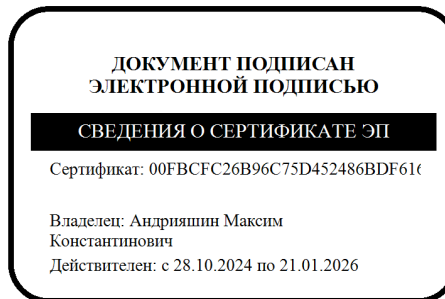 ДОКУМЕНТ ПОДПИСАН
ЭЛЕКТРОННОЙ ПОДПИСЬЮ
СВЕДЕНИЯ О СЕРТИФИКАТЕ ЭП
Сертификат: 00FBCFC26B96C75D452486BDF616
Владелец: Андрияшин Максим
Константинович
Действителен: с 28.10.2024 по 21.01.2026